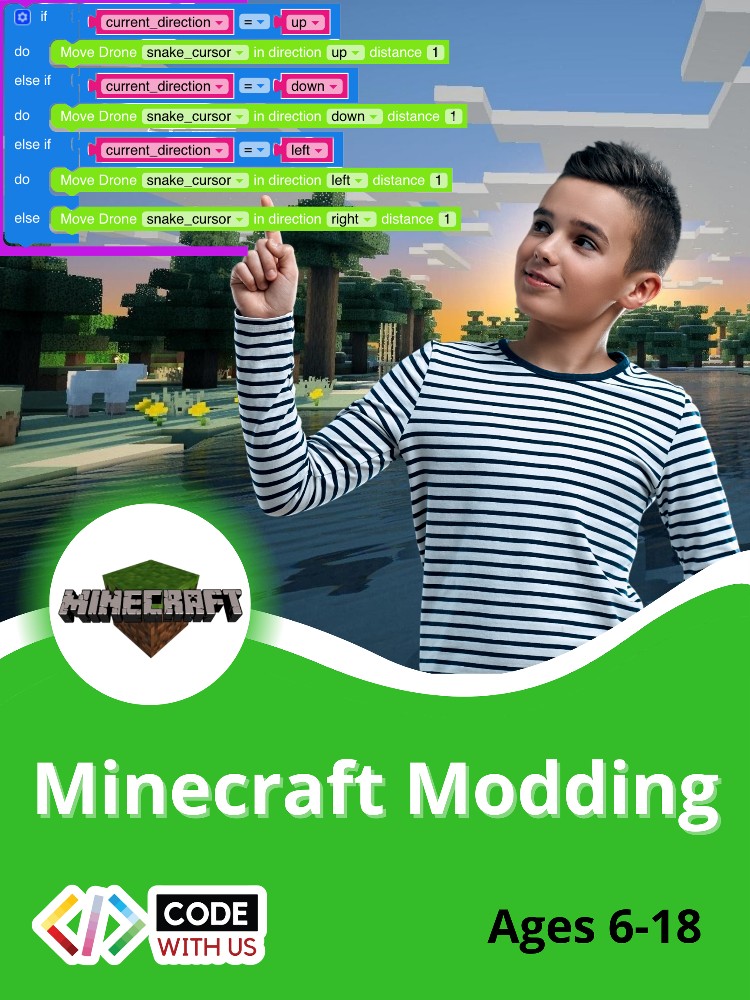 if current_direction = up
do Move Drone snake_cursor in direction up distance 1
else if current_direction = down
do Move Drone snake_cursor in direction down distance 1
else if current_direction = left
do Move Drone snake_cursor in direction left distance 1
else Move Drone snake_cursor in direction right distance 1
MINECRAFT
Minecraft Modding
CODE
WITH US
Ages 6-18